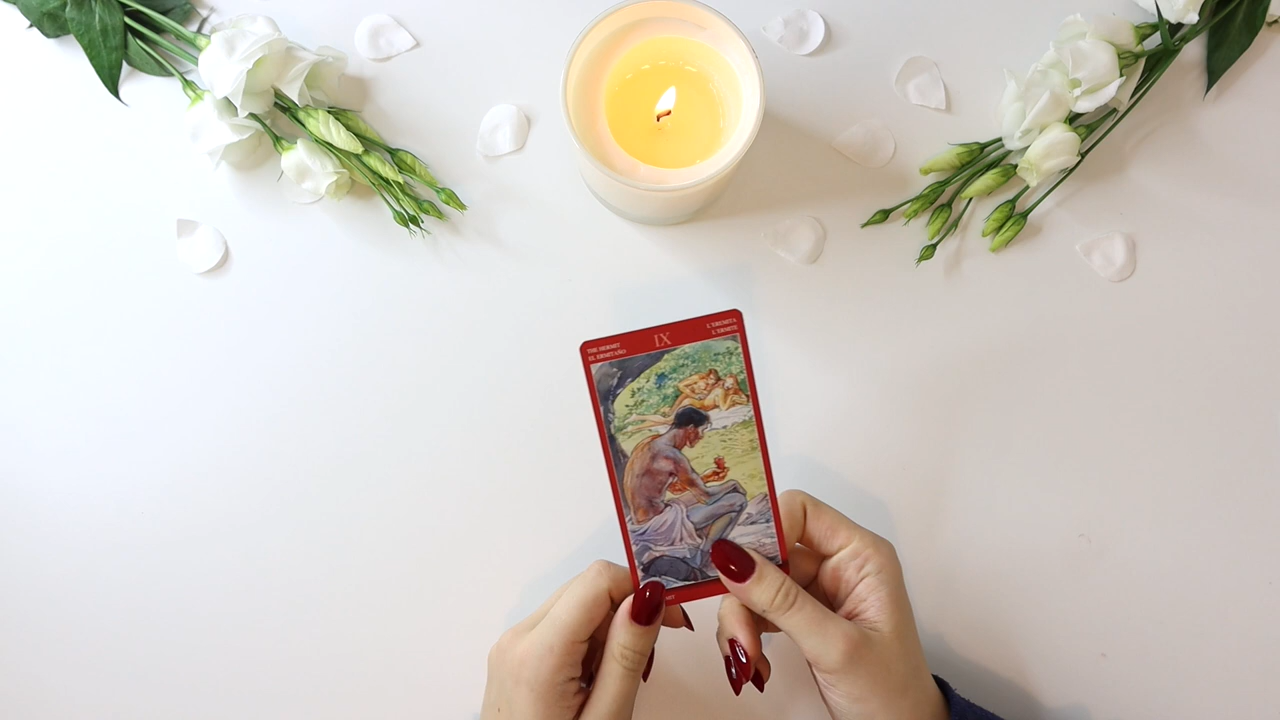 THE HERMIT
EL ERMITAÑO
IX
L'EREMITA
L'ERMITE